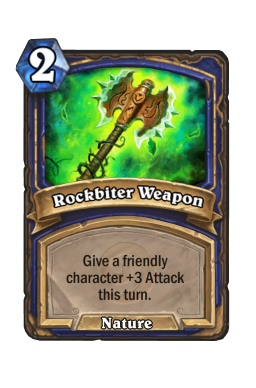 2
Rockbiter Weapon
Give a friendly
character +3 Attack
this turn.
Nature